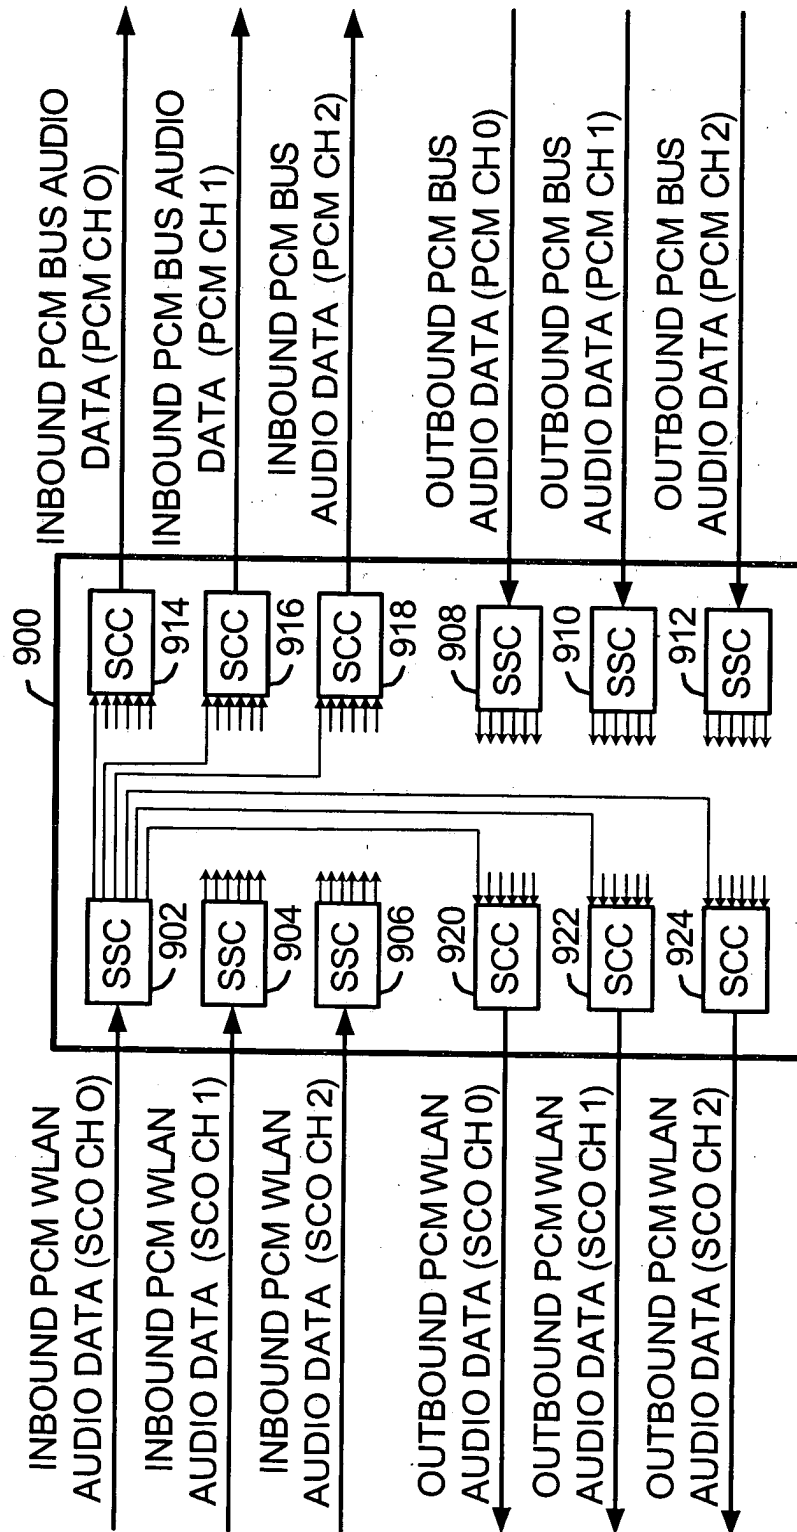 INBOUND PCM WLAN
AUDIO DATA (SCO CH 0)
INBOUND PCM WLAN
AUDIO DATA (SCO CH 1)
INBOUND PCM WLAN
AUDIO DATA (SCO CH 2)
OUTBOUND PCM WLAN
AUDIO DATA (SCO CH 0)
OUTBOUND PCM WLAN
AUDIO DATA (SCO CH 1)
OUTBOUND PCM WLAN
AUDIO DATA (SCO CH 2)
900
SSC
902
SSC
904
SSC
906
SCC
920
SCC
922
SCC
924
SCC
914
SCC
916
SCC
918
SSC
908
SSC
910
SSC
912
INBOUND PCM BUS AUDIO
DATA (PCM CH 0)
INBOUND PCM BUS AUDIO
DATA (PCM CH 1)
INBOUND PCM BUS
AUDIO DATA (PCM CH 2)
OUTBOUND PCM BUS
AUDIO DATA (PCM CH 0)
OUTBOUND PCM BUS
AUDIO DATA (PCM CH 1)
OUTBOUND PCM BUS
AUDIO DATA (PCM CH 2)